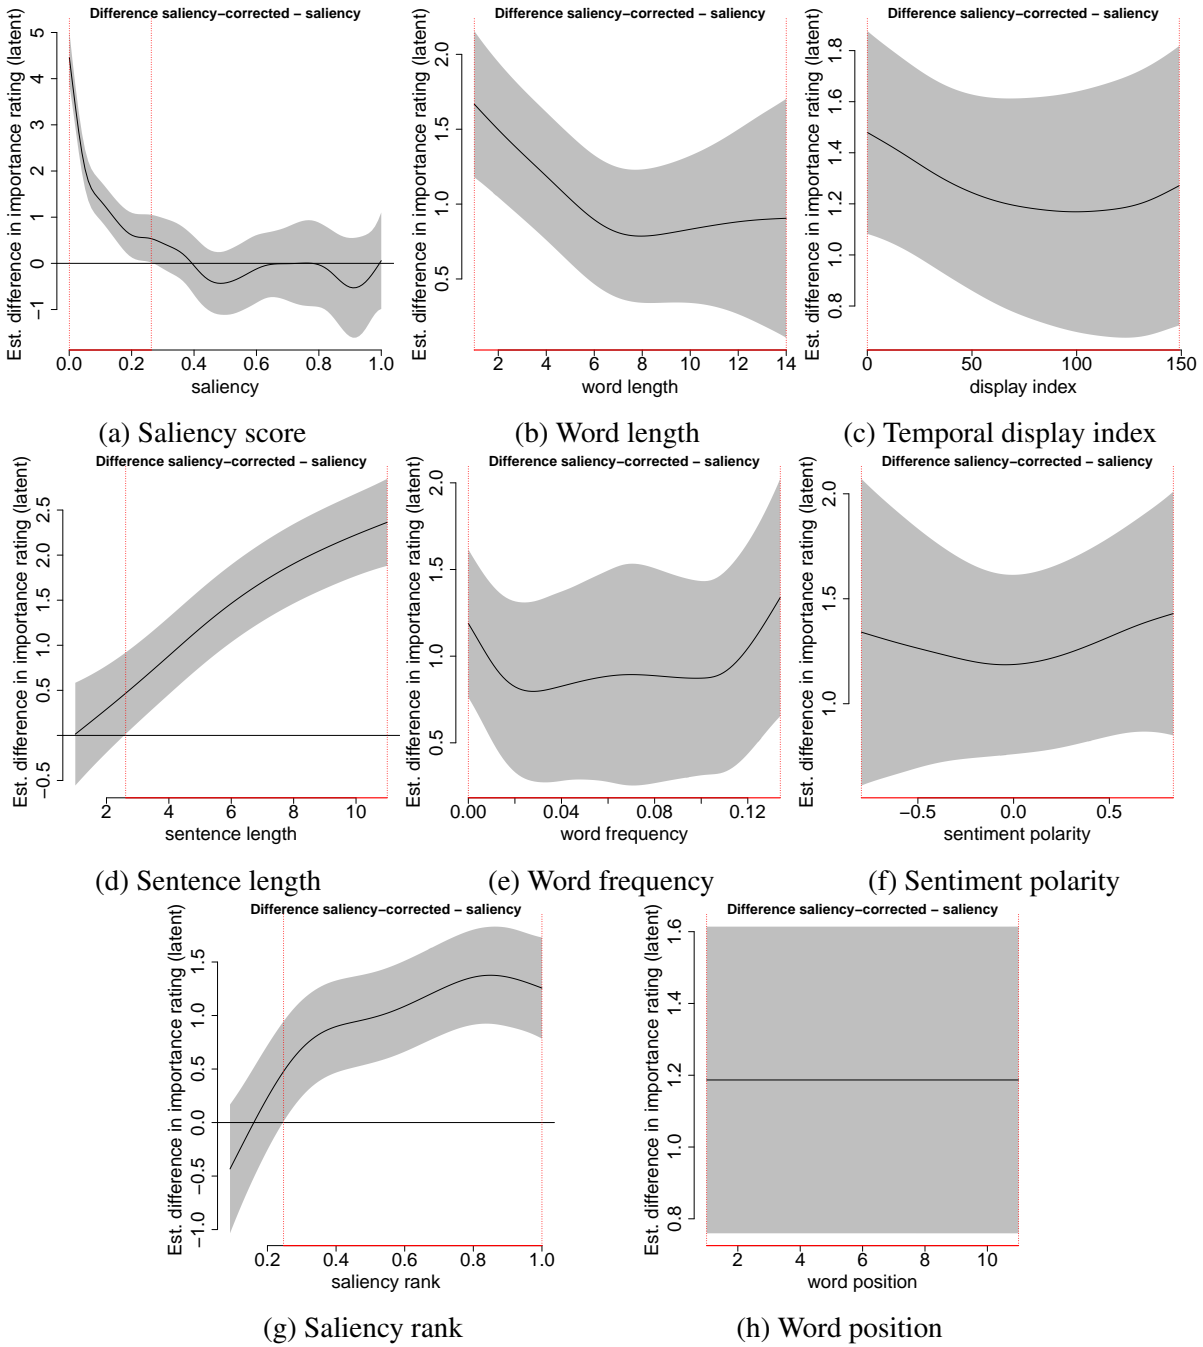 Difference saliency−corrected − saliency
Est. difference in importance rating (latent)
5
4
3
2
1
0
−1
0.0 0.2 0.4 0.6 0.8 1.0
saliency
(a) Saliency score
Difference saliency−corrected − saliency
Est. difference in importance rating (latent)
2.0
1.5
1.0
0.5
2 4 6 8 10 12 14
word length
(b) Word length
Difference saliency−corrected − saliency
Est. difference in importance rating (latent)
1.8
1.6
1.4
1.2
1.0
0.8
0 50 100 150
display index
(c) Temporal display index
Difference saliency−corrected − saliency
Est. difference in importance rating (latent)
2.5
2.0
1.5
1.0
0.5
−0.5
2 4 6 8 10
sentence length
(d) Sentence length
Difference saliency−corrected − saliency
Est. difference in importance rating (latent)
2.0
1.5
1.0
0.5
0.00 0.04 0.08 0.12
word frequency
(e) Word frequency
Difference saliency−corrected − saliency
Est. difference in importance rating (latent)
2.0
1.5
1.0
−0.5 0.0 0.5
sentiment polarity
(f) Sentiment polarity
Difference saliency−corrected − saliency
Est. difference in importance rating (latent)
1.5
1.0
0.5
0.0
−0.5
−1.0
0.2 0.4 0.6 0.8 1.0
saliency rank
(g) Saliency rank
Difference saliency−corrected − saliency
Est. difference in importance rating (latent)
1.6
1.4
1.2
1.0
0.8
2 4 6 8 10
word position
(h) Word position